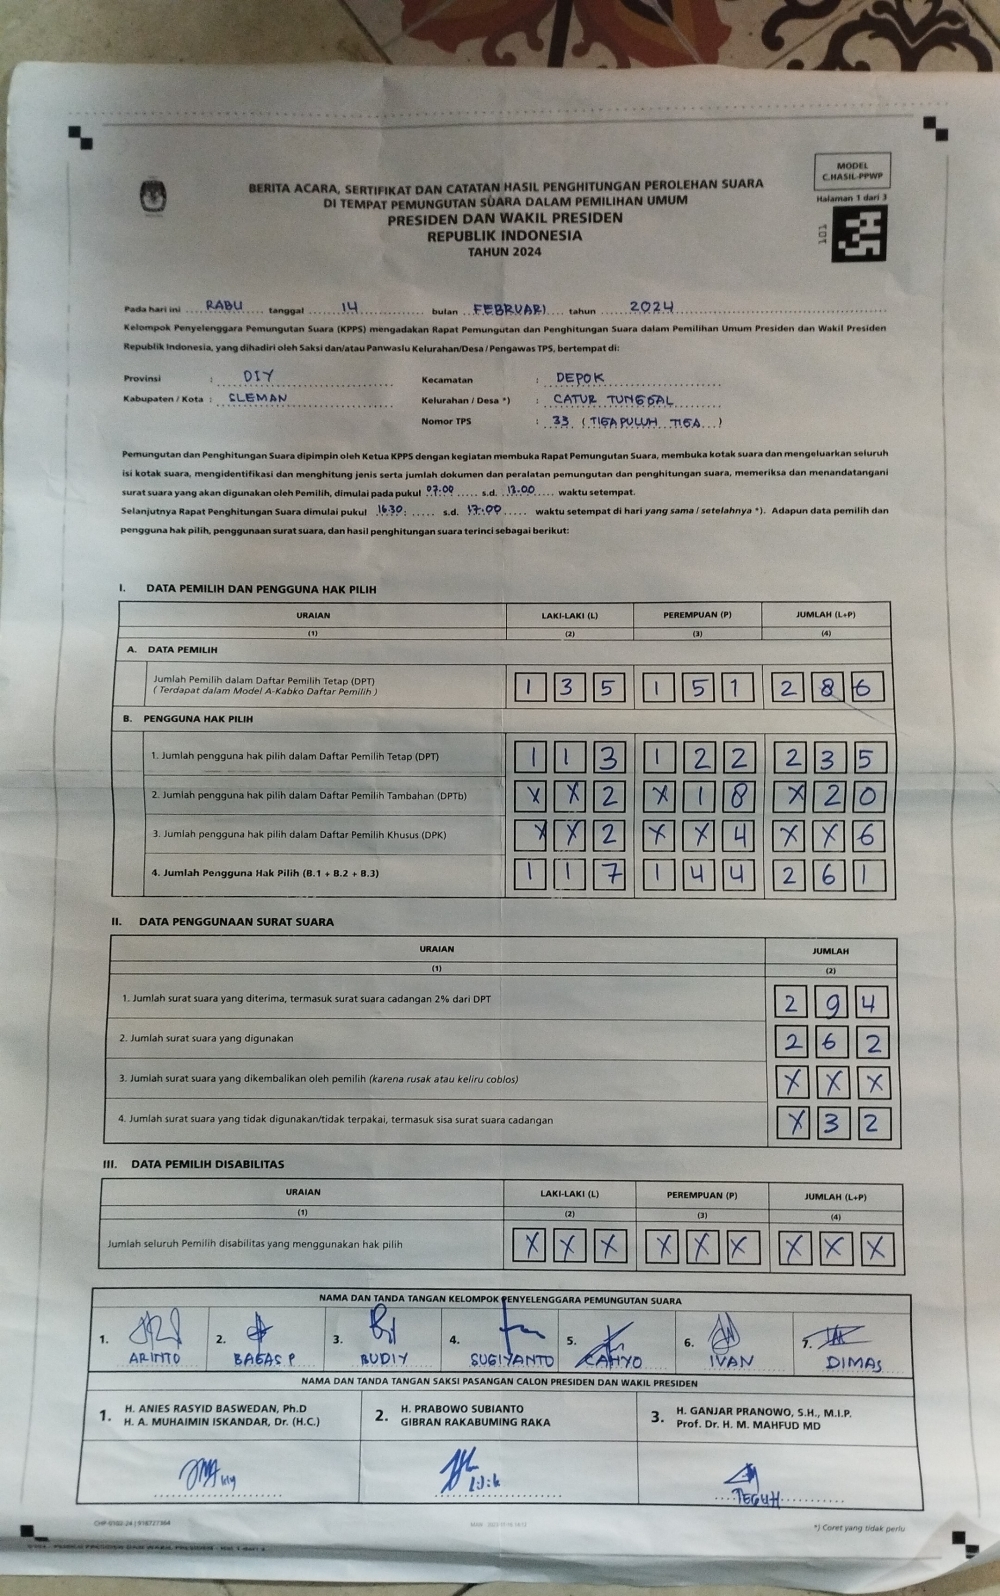 MODEL
C.HASIL-PPWP
Halaman 1 dari 3
101
BERITA ACARA, SERTIFIKAT DAN CATATAN HASIL PENGHITUNGAN PEROLEHAN SUARA
DI TEMPAT PEMUNGUTAN SUARA DALAM PEMILIHAN UMUM
PRESIDEN DAN WAKIL PRESIDEN
REPUBLIK INDONESIA
TAHUN 2024
Pada hari ini RABU tanggal 14 bulan FEBRUARI tahun 2024
Kelompok Penyelenggara Pemungutan Suara (KPPS) mengadakan Rapat Pemungutan dan Penghitungan Suara dalam Pemilihan Umum Presiden dan Wakil Presiden
Republik Indonesia, yang dihadiri oleh Saksi dan/atau Panwaslu Kelurahan/Desa / Pengawas TPS, bertempat di:
Provinsi : DIY Kecamatan : DEPOK
Kabupaten / Kota : SLEMAN Kelurahan / Desa *) : CATUR TUNGGAL
Nomor TPS : 33 (TIGA PULUH TIGA)
Pemungutan dan Penghitungan Suara dipimpin oleh Ketua KPPS dengan kegiatan membuka Rapat Pemungutan Suara, membuka kotak suara dan mengeluarkan seluruh
isi kotak suara, mengidentifikasi dan menghitung jenis serta jumlah dokumen dan peralatan pemungutan dan penghitungan suara, memeriksa dan menandatangani
surat suara yang akan digunakan oleh Pemilih, dimulai pada pukul 07.00 s.d. 13.00 waktu setempat.
Selanjutnya Rapat Penghitungan Suara dimulai pukul 16.30 s.d. 17.00 waktu setempat di hari yang sama / setelahnya *). Adapun data pemilih dan
pengguna hak pilih, penggunaan surat suara, dan hasil penghitungan suara terinci sebagai berikut:
I. DATA PEMILIH DAN PENGGUNA HAK PILIH
URAIAN LAKI-LAKI (L) PEREMPUAN (P) JUMLAH (L+P)
(1) (2) (3) (4)
A. DATA PEMILIH
Jumlah Pemilih dalam Daftar Pemilih Tetap (DPT) 1 3 5 1 5 1 2 8 6
( Terdapat dalam Model A-Kabko Daftar Pemilih )
B. PENGGUNA HAK PILIH
1. Jumlah pengguna hak pilih dalam Daftar Pemilih Tetap (DPT) 1 1 3 1 2 2 2 3 5
2. Jumlah pengguna hak pilih dalam Daftar Pemilih Tambahan (DPTb) X X 2 X 1 8 X 2 0
3. Jumlah pengguna hak pilih dalam Daftar Pemilih Khusus (DPK) X X 2 X X 4 X X 6
4. Jumlah Pengguna Hak Pilih (B.1 + B.2 + B.3) 1 1 7 1 4 4 2 6 1
II. DATA PENGGUNAAN SURAT SUARA
URAIAN JUMLAH
(1) (2)
1. Jumlah surat suara yang diterima, termasuk surat suara cadangan 2% dari DPT 2 9 4
2. Jumlah surat suara yang digunakan 2 6 2
3. Jumlah surat suara yang dikembalikan oleh pemilih (karena rusak atau keliru coblos) X X X
4. Jumlah surat suara yang tidak digunakan/tidak terpakai, termasuk sisa surat suara cadangan X 3 2
III. DATA PEMILIH DISABILITAS
URAIAN LAKI-LAKI (L) PEREMPUAN (P) JUMLAH (L+P)
(1) (2) (3) (4)
Jumlah seluruh Pemilih disabilitas yang menggunakan hak pilih X X X X X X X X X
NAMA DAN TANDA TANGAN KELOMPOK PENYELENGGARA PEMUNGUTAN SUARA
1. 2. 3. 4. 5. 6. 7.
ARINTO BAGAS P BUDIY SUGIYANTO CAHYO IVAN DIMAS
NAMA DAN TANDA TANGAN SAKSI PASANGAN CALON PRESIDEN DAN WAKIL PRESIDEN
1. H. ANIES RASYID BASWEDAN, Ph.D
H. A. MUHAIMIN ISKANDAR, Dr. (H.C.)
2. H. PRABOWO SUBIANTO
GIBRAN RAKABUMING RAKA
3. H. GANJAR PRANOWO, S.H., M.I.P.
Prof. Dr. H. M. MAHFUD MD
Lilik
TEGUH
*) Coret yang tidak perlu